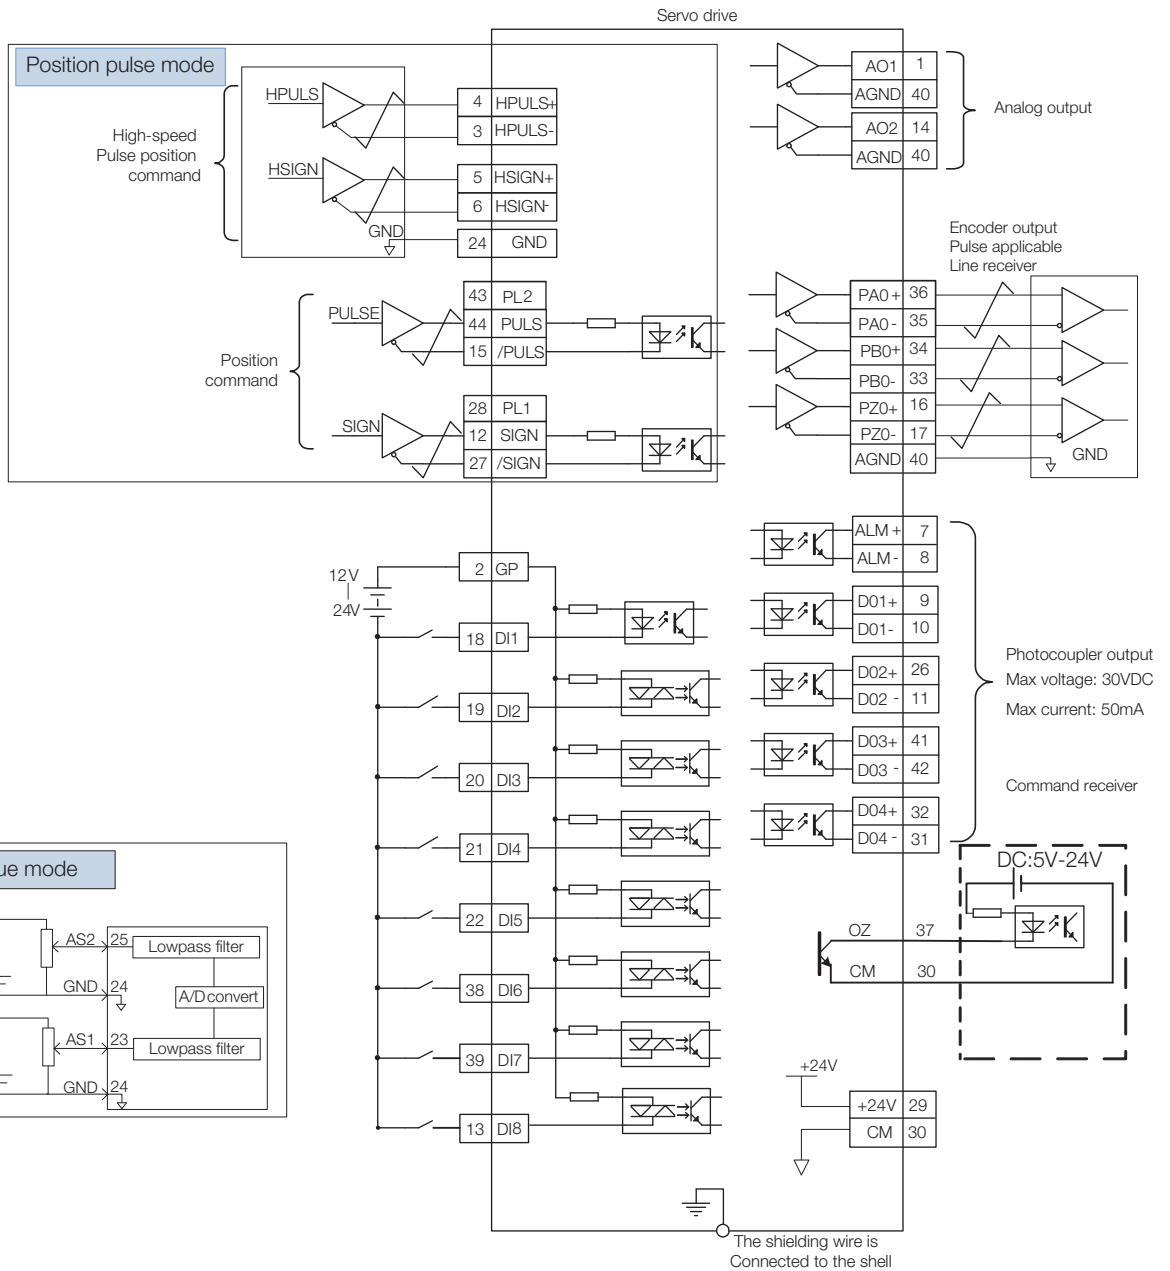 Servo drive
Position pulse mode
HPULS
4 HPULS+
3 HPULS-
High-speed
Pulse position
command
HSIGN
5 HSIGN+
6 HSIGN-
GND
24 GND
43 PL2
PULSE
44 PULS
15 /PULS
Position
command
28 PL1
SIGN
12 SIGN
27 /SIGN
AO1 1
AGND 40
AO2 14
AGND 40
Analog output
Encoder output
Pulse applicable
Line receiver
PA0+ 36
PA0- 35
PB0+ 34
PB0- 33
PZ0+ 16
PZ0- 17
AGND 40
GND
12V
24V
2 GP
18 DI1
19 DI2
20 DI3
21 DI4
22 DI5
38 DI6
39 DI7
13 DI8
ALM+ 7
ALM- 8
D01+ 9
D01- 10
D02+ 26
D02 - 11
D03+ 41
D03 - 42
D04+ 32
D04 - 31
Photocoupler output
Max voltage: 30VDC
Max current: 50mA
Command receiver
DC:5V-24V
OZ 37
CM 30
+24V
+24V 29
CM 30
ue mode
AS2 25
Lowpass filter
GND 24
A/D convert
AS1 23
Lowpass filter
GND 24
The shielding wire is
Connected to the shell